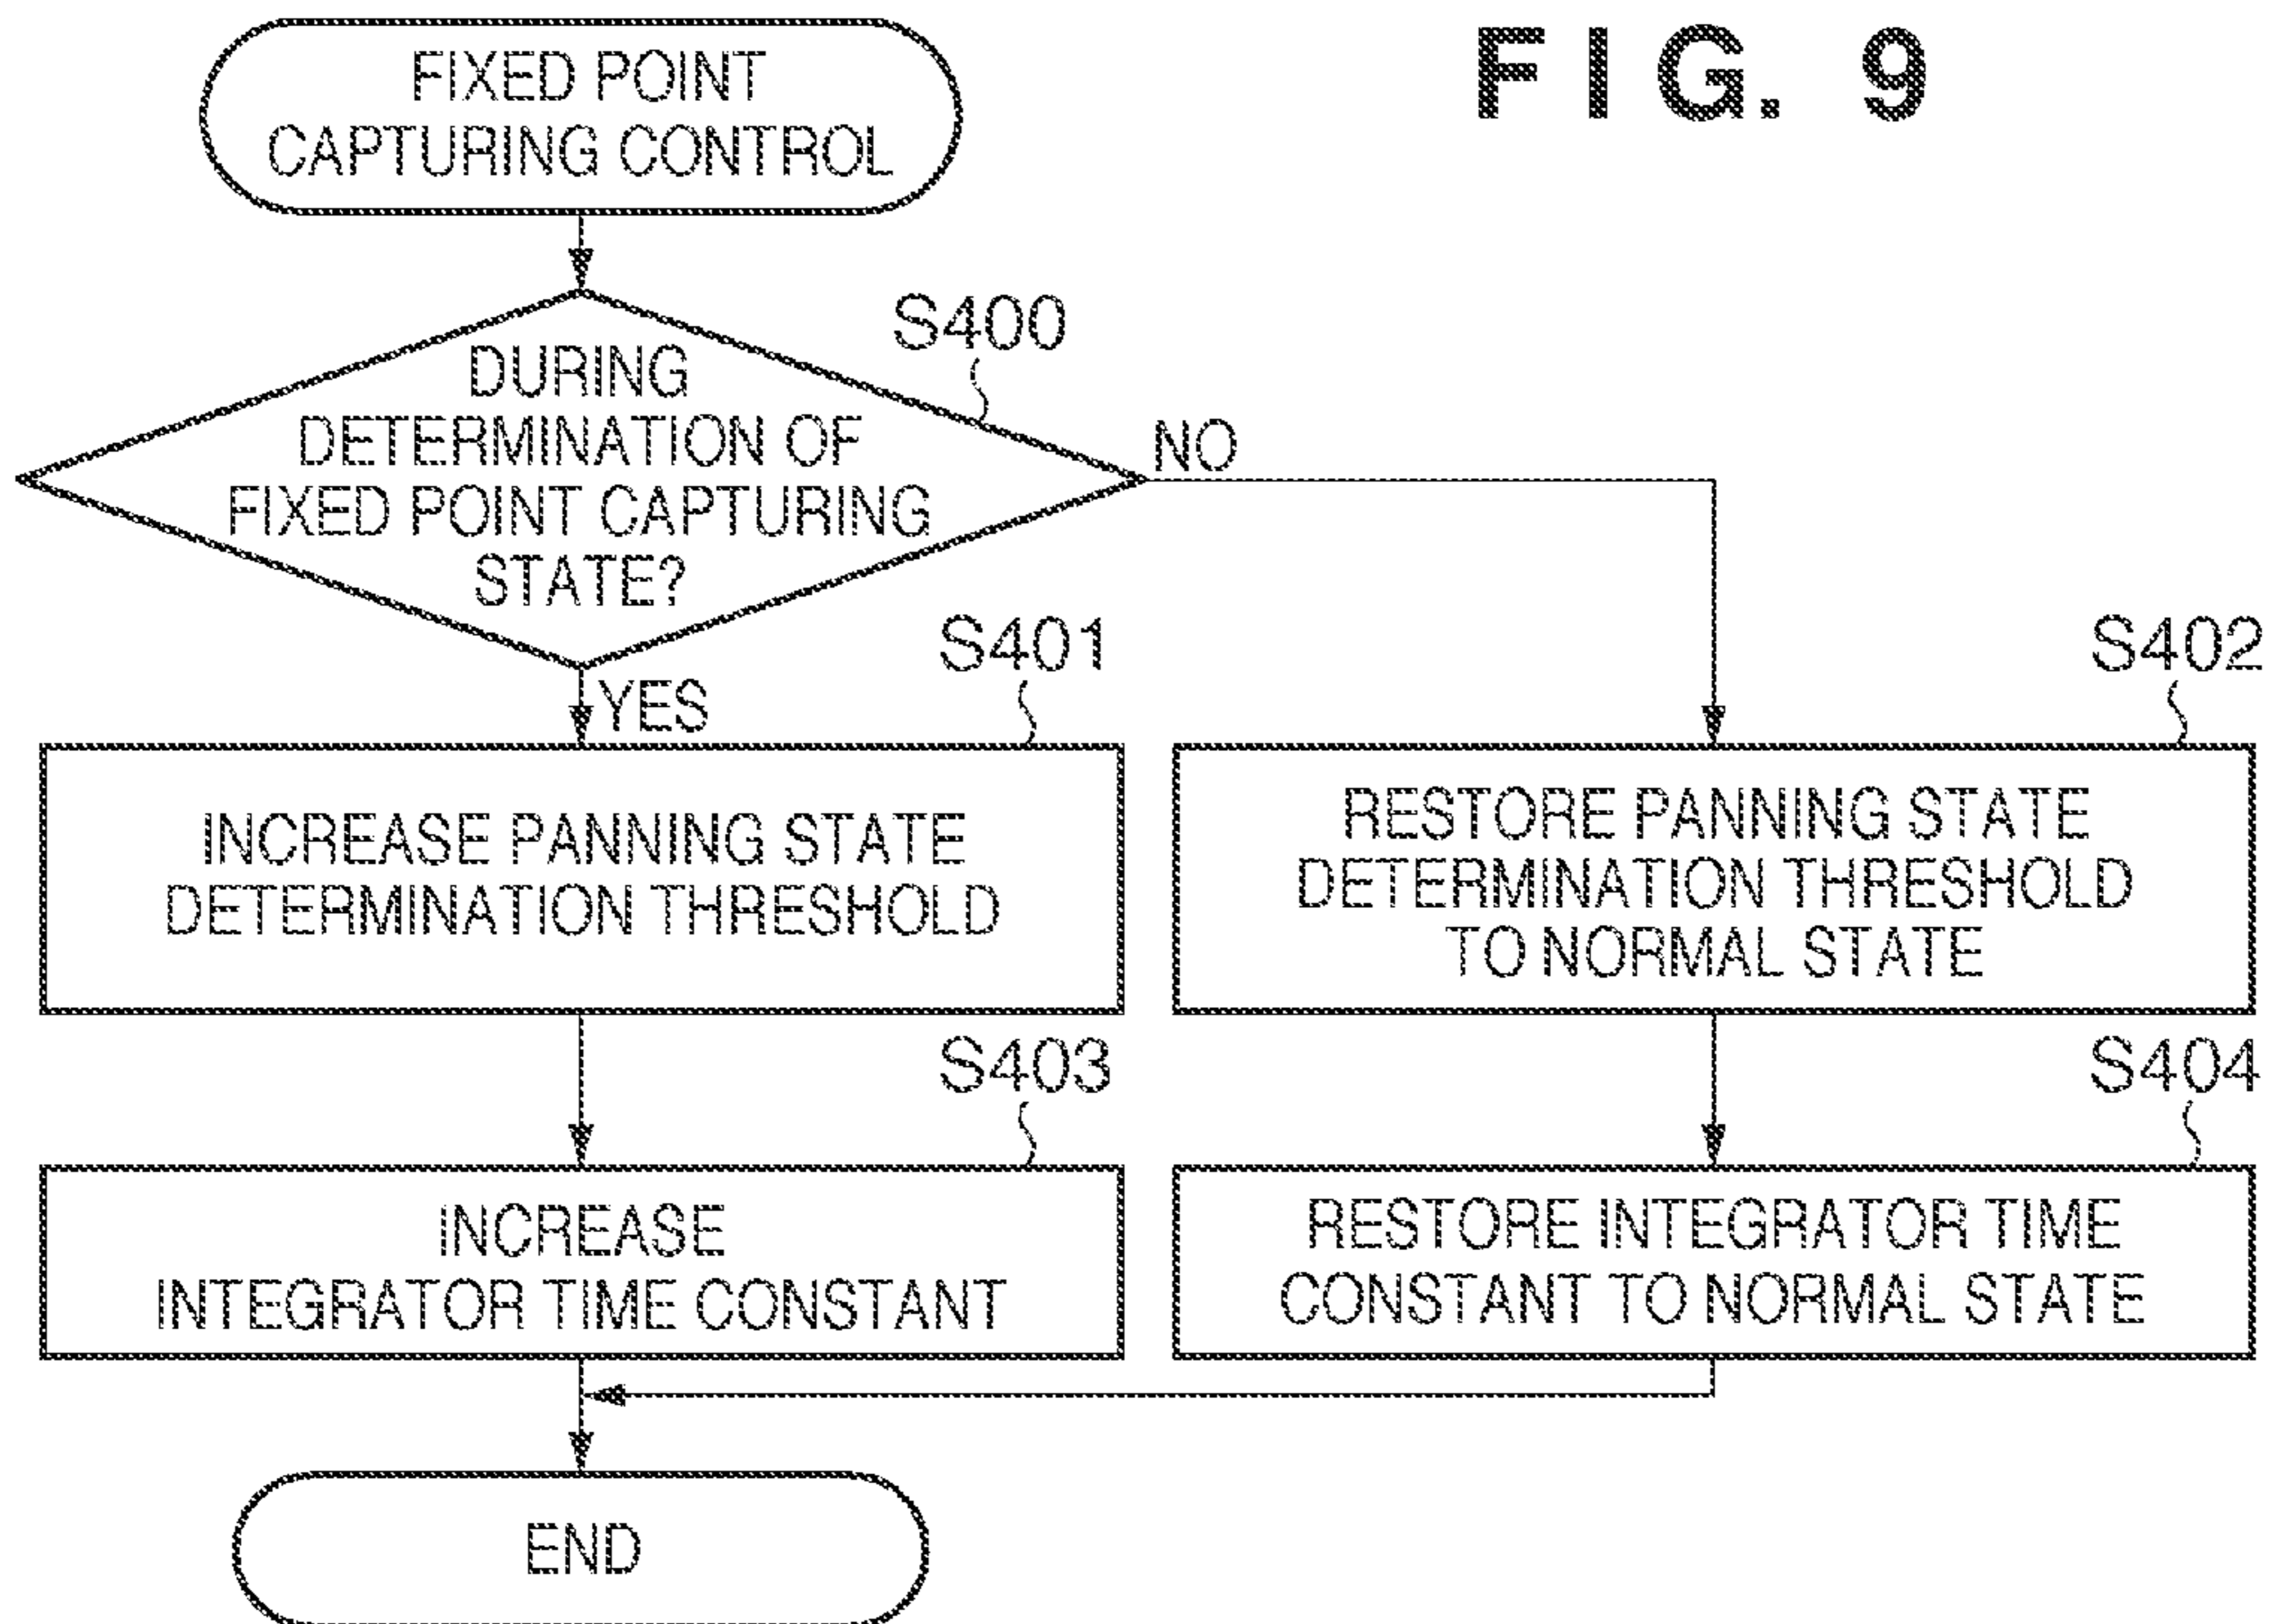 FIG. 9
FIXED POINT
CAPTURING CONTROL
S400
DURING
DETERMINATION OF
FIXED POINT CAPTURING
STATE?
NO
YES
S401
INCREASE PANNING STATE
DETERMINATION THRESHOLD
S402
RESTORE PANNING STATE
DETERMINATION THRESHOLD
TO NORMAL STATE
S403
INCREASE
INTEGRATOR TIME CONSTANT
S404
RESTORE INTEGRATOR TIME
CONSTANT TO NORMAL STATE
END